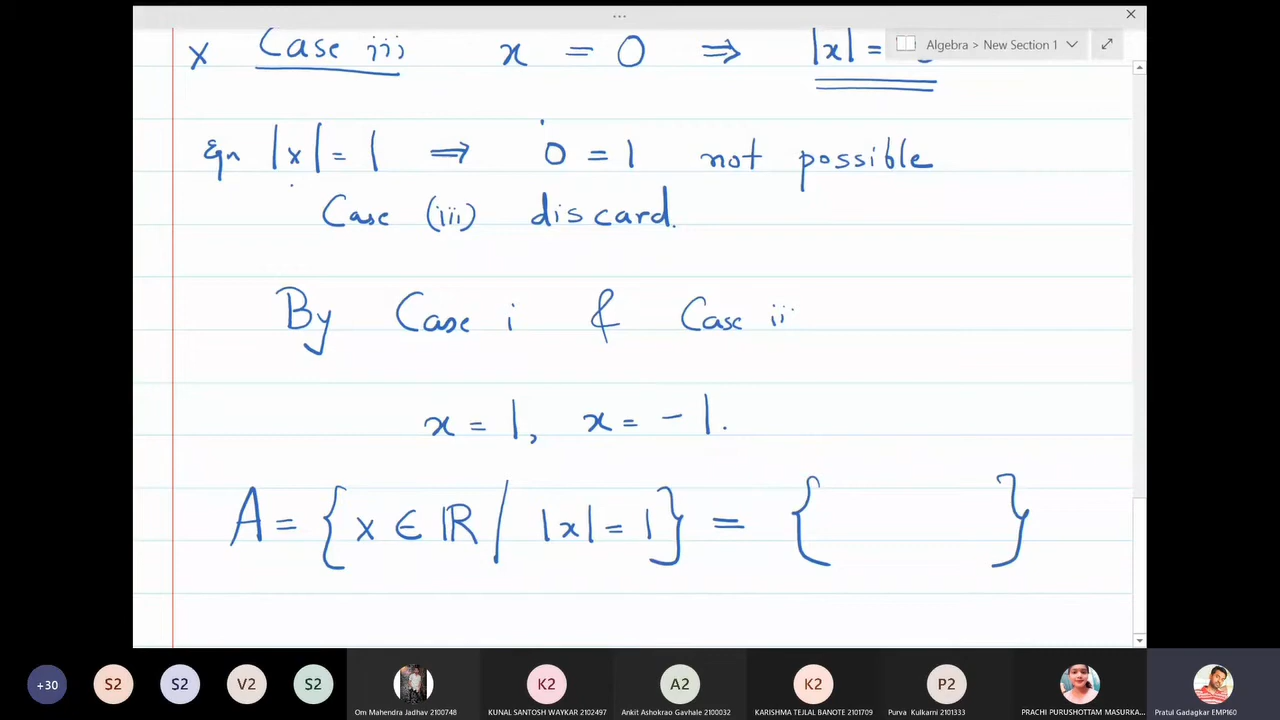 Algebra > New Section 1
x Case iii x = 0 ⇒ |x| =
Eqn |x| = 1 ⇒ 0 = 1 not possible
Case (iii) discard.
By Case i & Case ii
x = 1, x = -1.
A = { x ∈ ℝ / |x| = 1 } = { }
+30 S2 S2 V2 S2 K2 A2 K2 P2
Om Mahendra Jadhav 2100748 KUNAL SANTOSH WAYKAR 2102497 Ankit Ashokrao Gavhale 2100032 KARISHMA TEJLAL BANOTE 2101709 Purva Kulkarni 2101333 PRACHI PURUSHOTTAM MASURKA... Pratul Gadagkar EMP160